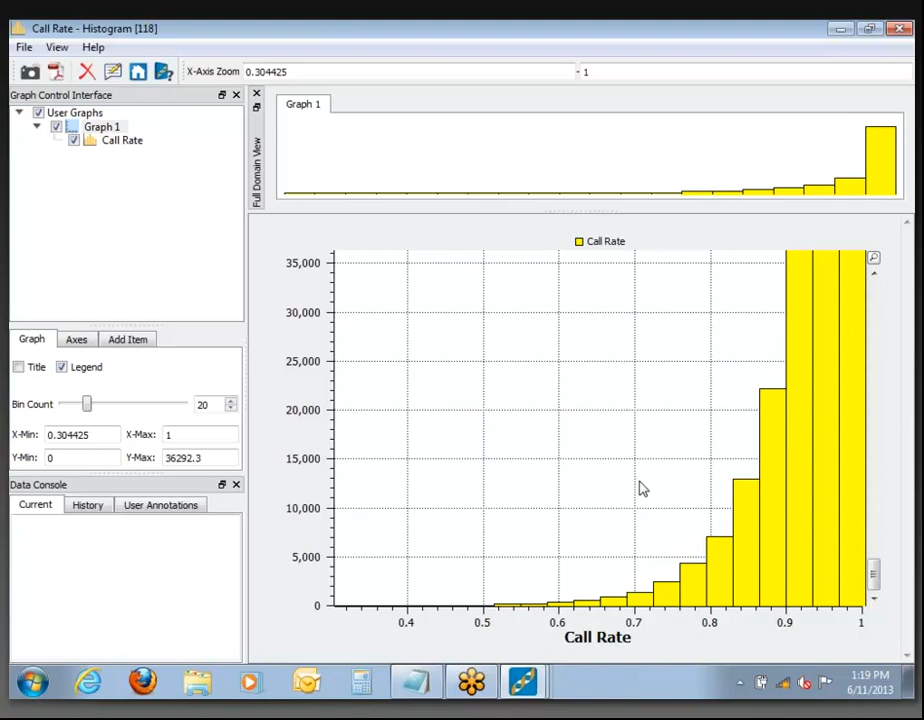 Call Rate - Histogram [118]
File View Help
X-Axis Zoom 0.304425 - 1
Graph Control Interface
User Graphs
Graph 1
Call Rate
Graph 1
Full Domain View
Call Rate
35,000
30,000
25,000
20,000
15,000
10,000
5,000
0
0.4 0.5 0.6 0.7 0.8 0.9 1
Call Rate
Graph Axes Add Item
Title Legend
Bin Count 20
X-Min: 0.304425 X-Max: 1
Y-Min: 0 Y-Max: 36292.3
Data Console
Current History User Annotations
1:19 PM
6/11/2013